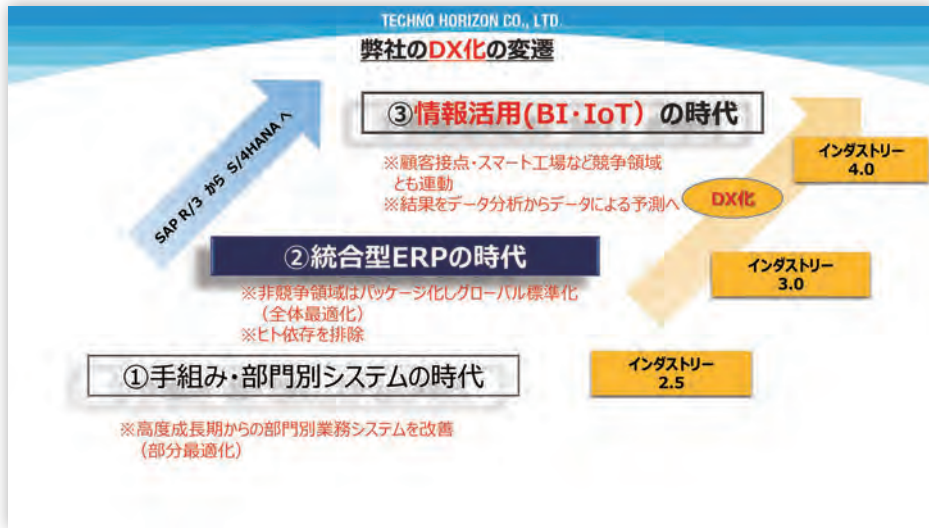 TECHNO HORIZON CO., LTD.
弊社のDX化の変遷
SAP R/3 から S/4HANA へ
③情報活用(BI・IoT）の時代
※顧客接点・スマート工場など競争領域
とも連動
※結果をデータ分析からデータによる予測へ
DX化
インダストリー
4.0
②統合型ERPの時代
※非競争領域はパッケージ化しグローバル標準化
（全体最適化）
※ヒト依存を排除
インダストリー
3.0
①手組み・部門別システムの時代
※高度成長期からの部門別業務システムを改善
（部分最適化）
インダストリー
2.5